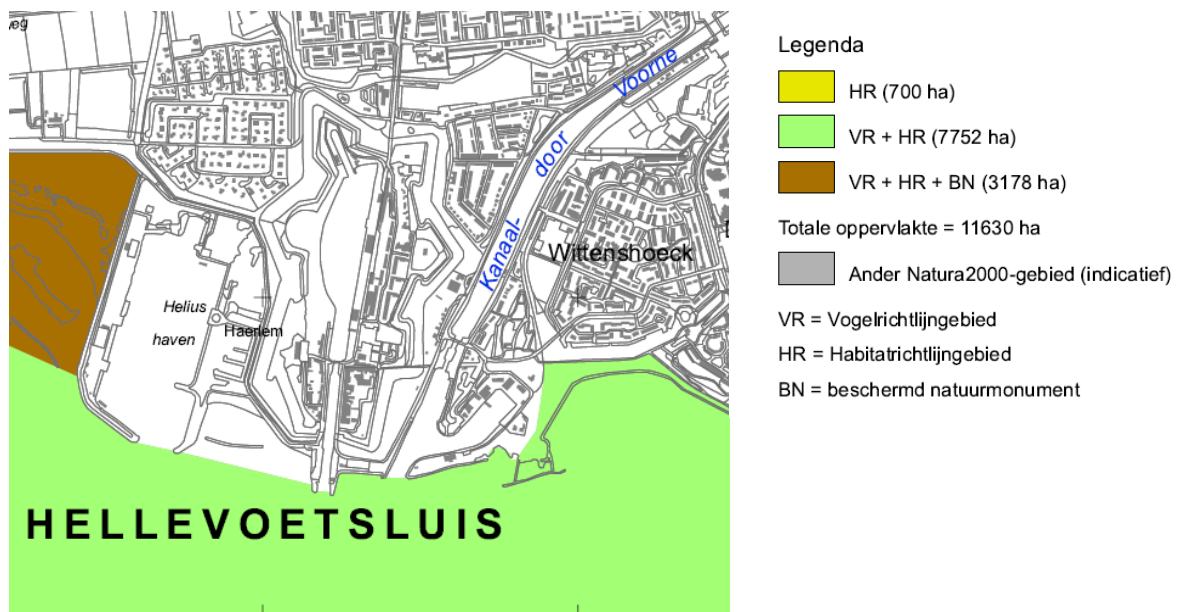 Voorne
door
Kanaal-
Wittenshoeck
Helius
haven
Haerlem
HELLEVOETSLUIS
Legenda
HR (700 ha)
VR + HR (7752 ha)
VR + HR + BN (3178 ha)
Totale oppervlakte = 11630 ha
Ander Natura2000-gebied (indicatief)
VR = Vogelrichtlijngebied
HR = Habitatrichtlijngebied
BN = beschermd natuurmonument